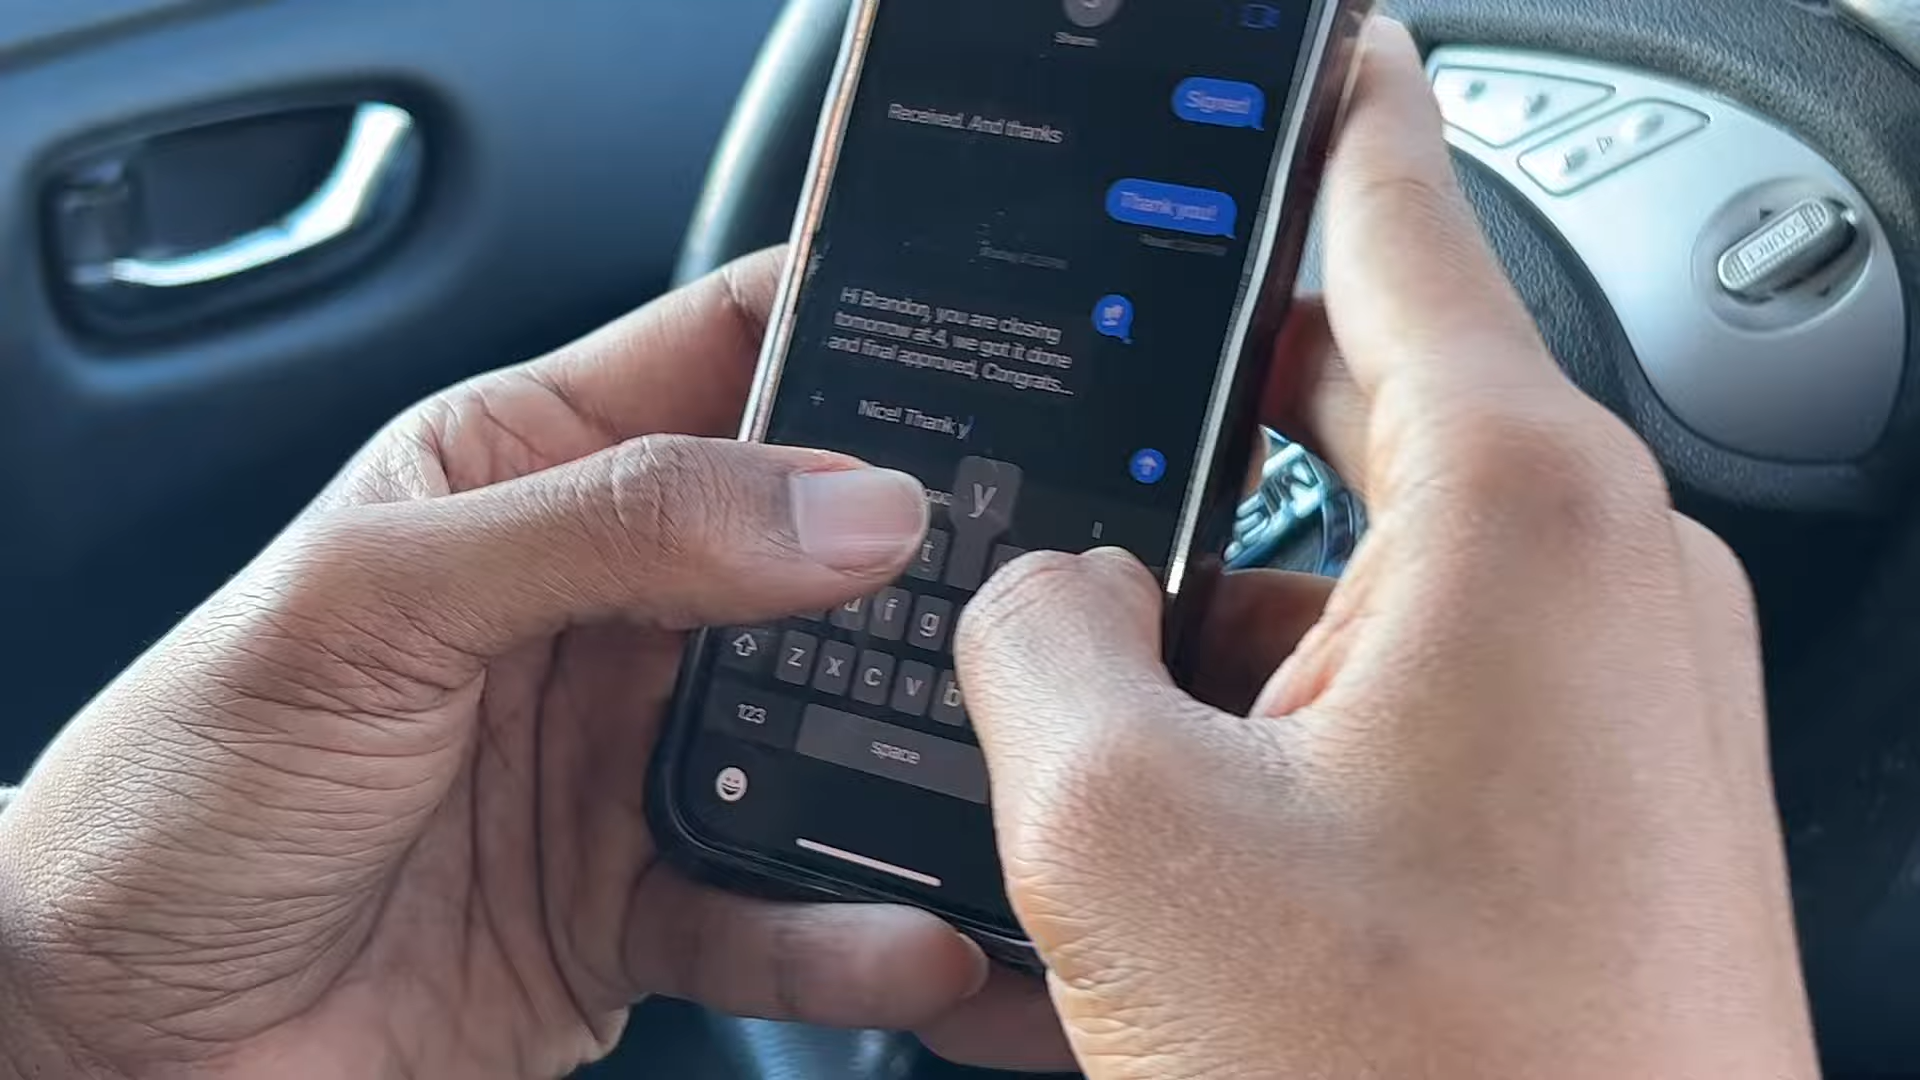 Signed!
Received. And thanks
Thank you!
Hi Brandon, you are closing
tomorrow at 4, we got it done
and final approved, Congrats...
Nice! Thank y
y
t
d f g
z x c v b
123
space
SOURCE